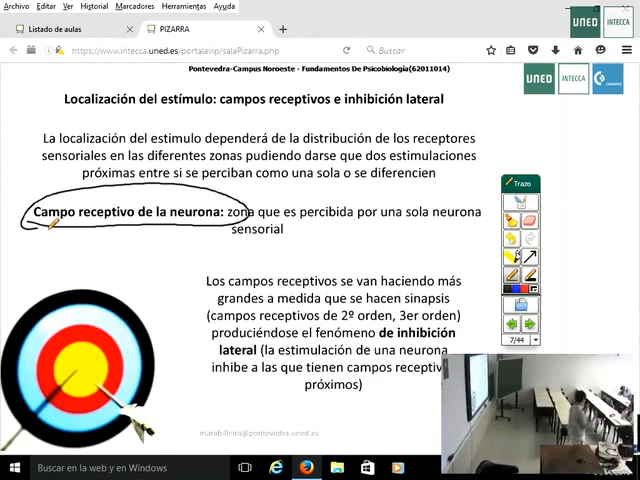 Archivo Editar Ver Historial Marcadores Herramientas Ayuda
Listado de aulas
PIZARRA
https://www.intecca.uned.es/portalavip/salaPizarra.php
Buscar
UNED
INTECCA
Pontevedra-Campus Noroeste - Fundamentos De Psicobiología(62011014)
UNED
INTECCA
Localización del estímulo: campos receptivos e inhibición lateral
La localización del estimulo dependerá de la distribución de los receptores
sensoriales en las diferentes zonas pudiendo darse que dos estimulaciones
próximas entre si se perciban como una sola o se diferencien
Trazo
Campo receptivo de la neurona: zona que es percibida por una sola neurona
sensorial
Los campos receptivos se van haciendo más
grandes a medida que se hacen sinapsis
(campos receptivos de 2º orden, 3er orden)
produciéndose el fenómeno de inhibición
lateral (la estimulación de una neurona
inhibe a las que tienen campos receptiv
próximos)
7/44
marabilleira@pontevedra.uned.es
Buscar en la web y en Windows